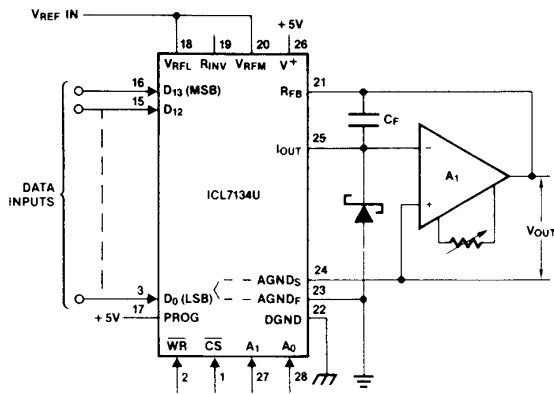 VREF IN
+5V
18 19 20 26
VRFL RINV VRFM V+
21
RFB
16
D13 (MSB)
15
D12
CF
25
IOUT
−
A1
+
DATA
INPUTS
ICL7134U
VOUT
24
AGNDS
3
D0 (LSB)
AGNDF
23
17
+5V
PROG
DGND
22
WR CS A1 A0
2 1 27 28